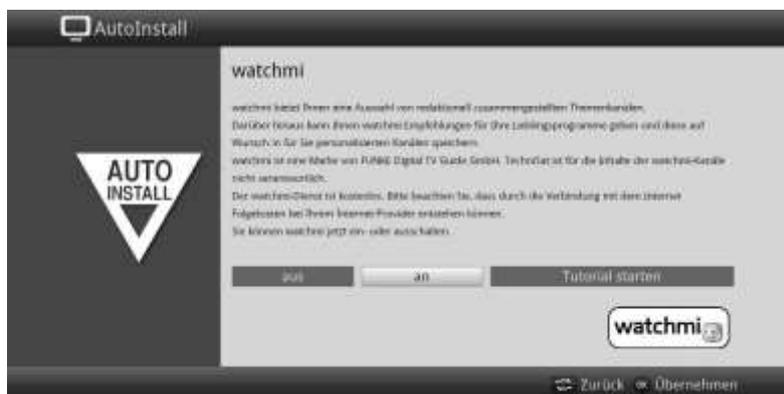 AutoInstall
watchmi
watchmi bietet Ihnen eine Auswahl von redaktionell zusammengestellten Themenkanälen.
Darüber hinaus kann Ihnen watchmi Empfehlungen für Ihre Lieblingsprogramme geben und diese auf
Wunsch in für Sie personalisierten Kanälen speichern.
watchmi ist eine Marke von FUNKE Digital TV Guide GmbH. TechniSat ist für die Inhalte der watchmi-Kanäle
nicht verantwortlich.
Der watchmi-Dienst ist kostenlos. Bitte beachten Sie, dass durch die Verbindung mit dem Internet
Folgekosten bei Ihrem Internet-Provider entstehen können.
Sie können watchmi jetzt ein- oder ausschalten.
AUTO
INSTALL
aus an Tutorial starten
watchmi
Zurück OK Übernehmen